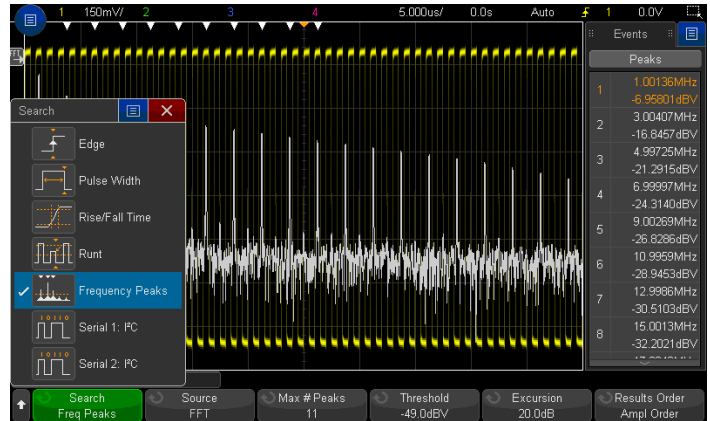 1 150mV/ 2 3 4 5.000us/ 0.0s Auto 1 0.0V
FFT
Events
Peaks
1 1.00136MHz
-6.95801dBV
2 3.00407MHz
-16.8457dBV
3 4.99725MHz
-21.2915dBV
4 6.99997MHz
-24.3140dBV
5 9.00269MHz
-26.8286dBV
6 10.9959MHz
-28.9453dBV
7 12.9986MHz
-30.5103dBV
8 15.0013MHz
-32.2021dBV
Search
Edge
Pulse Width
Rise/Fall Time
Runt
Frequency Peaks
10110
Serial 1: I²C
10110
Serial 2: I²C
Search
Freq Peaks
Source
FFT
Max # Peaks
11
Threshold
-49.0dBV
Excursion
20.0dB
Results Order
Ampl Order